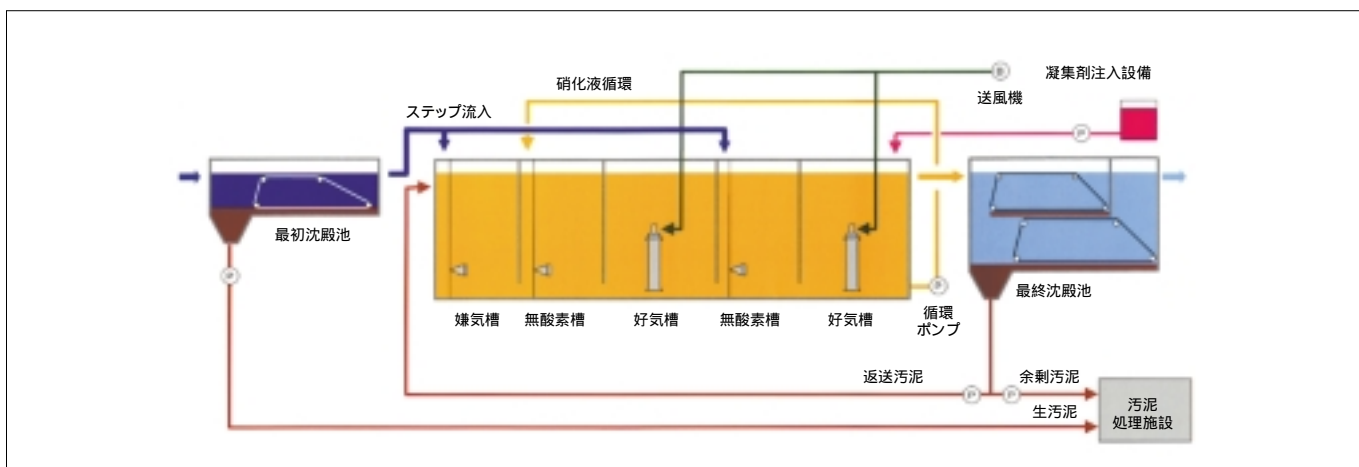 凝集剤注入設備
硝化液循環
送風機
ステップ流入
P
最初沈殿池
P
P
最終沈殿池
嫌気槽
無酸素槽
好気槽
無酸素槽
好気槽
循環
ポンプ
返送汚泥
余剰汚泥
P
P
生汚泥
汚泥
処理施設